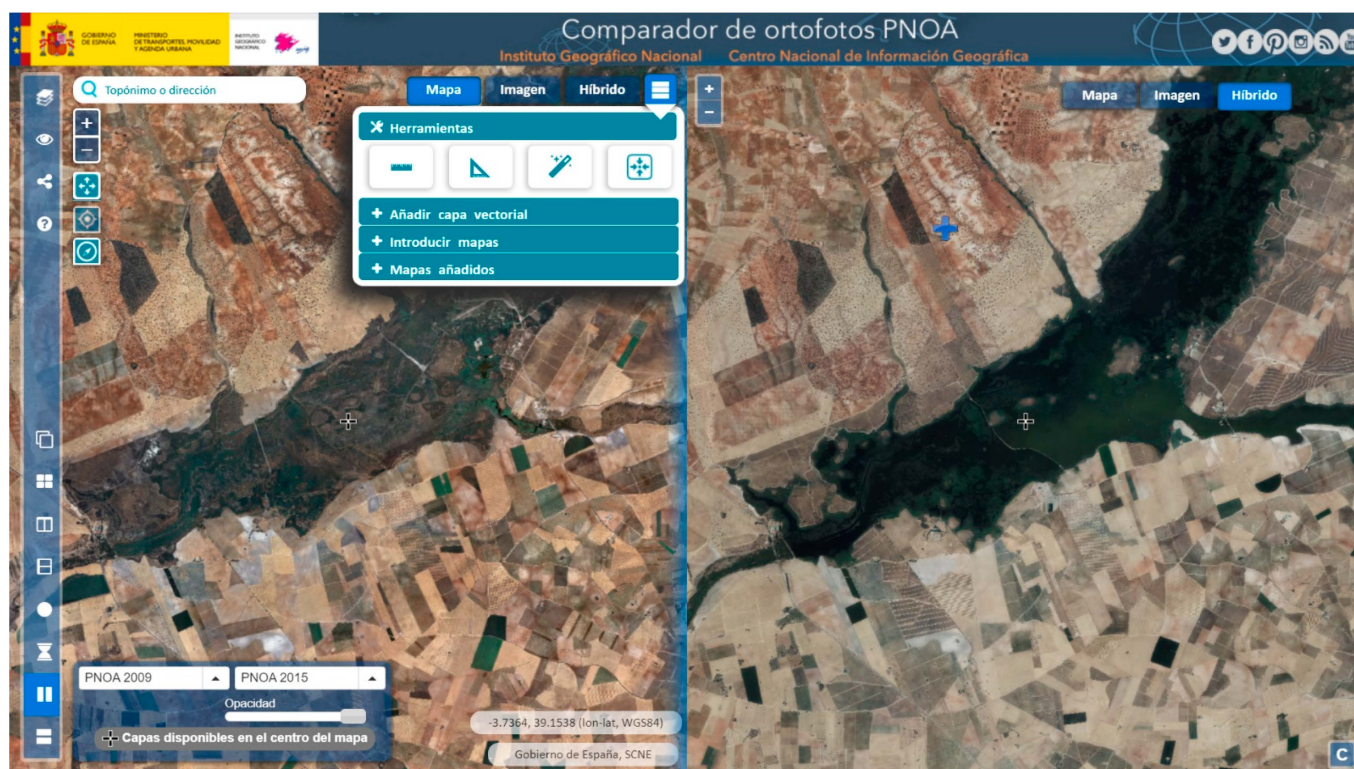 Comparador de ortofotos PNOA
Instituto Geográfico Nacional Centro Nacional de Información Geográfica
GOBIERNO
DE ESPAÑA
MINISTERIO
DE TRANSPORTES, MOVILIDAD
Y AGENDA URBANA
INSTITUTO
GEOGRÁFICO
NACIONAL
Topónimo o dirección
Mapa Imagen Híbrido
Herramientas
Añadir capa vectorial
Introducir mapas
Mapas añadidos
+
−
+
−
Mapa Imagen Híbrido
PNOA 2009
PNOA 2015
Opacidad
Capas disponibles en el centro del mapa
-3.7364, 39.1538 (lon-lat, WGS84)
Gobierno de España, SCNE
C